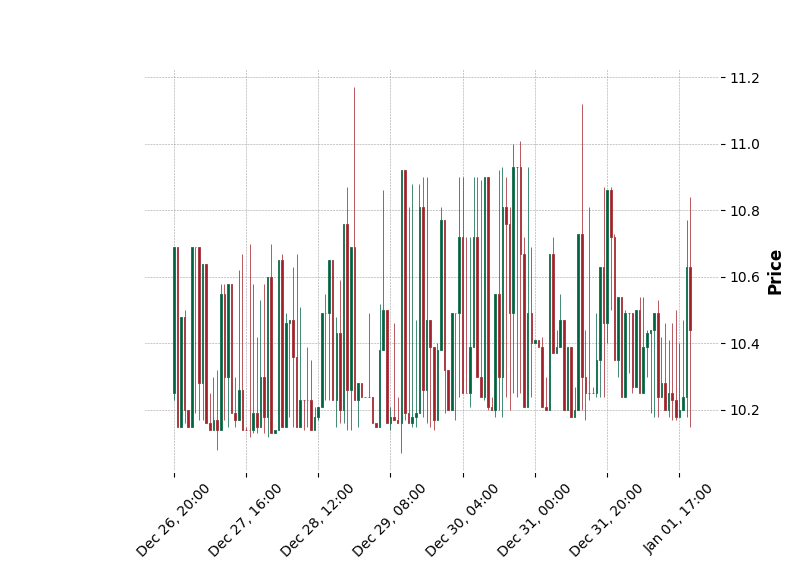 11.2
11.0
10.8
10.6
10.4
10.2
Price
Dec 26, 20:00
Dec 27, 16:00
Dec 28, 12:00
Dec 29, 08:00
Dec 30, 04:00
Dec 31, 00:00
Dec 31, 20:00
Jan 01, 17:00